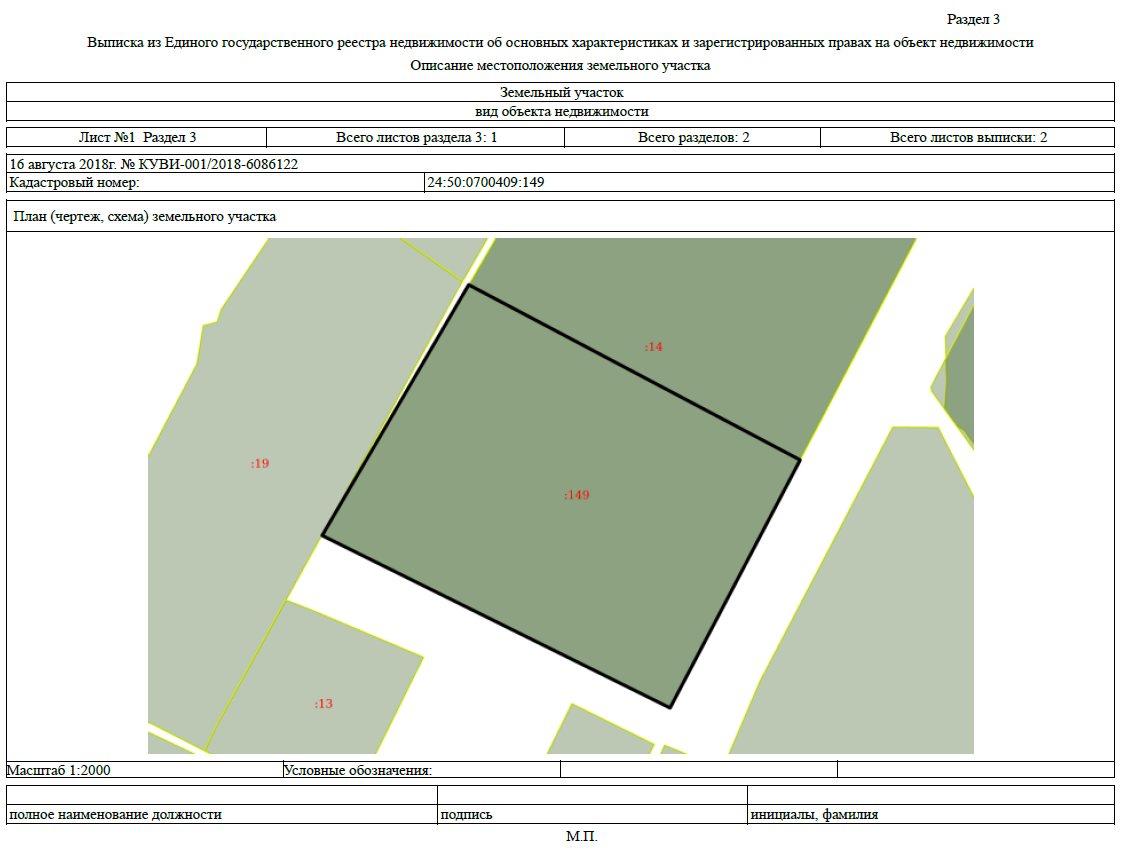 Раздел 3
Выписка из Единого государственного реестра недвижимости об основных характеристиках и зарегистрированных правах на объект недвижимости
Описание местоположения земельного участка
Земельный участок
вид объекта недвижимости
Лист №1 Раздел 3 Всего листов раздела 3: 1 Всего разделов: 2 Всего листов выписки: 2
16 августа 2018г. № КУВИ-001/2018-6086122
Кадастровый номер: 24:50:0700409:149
План (чертеж, схема) земельного участка
:14
:19
:149
:13
Масштаб 1:2000 Условные обозначения:
полное наименование должности подпись инициалы, фамилия
М.П.